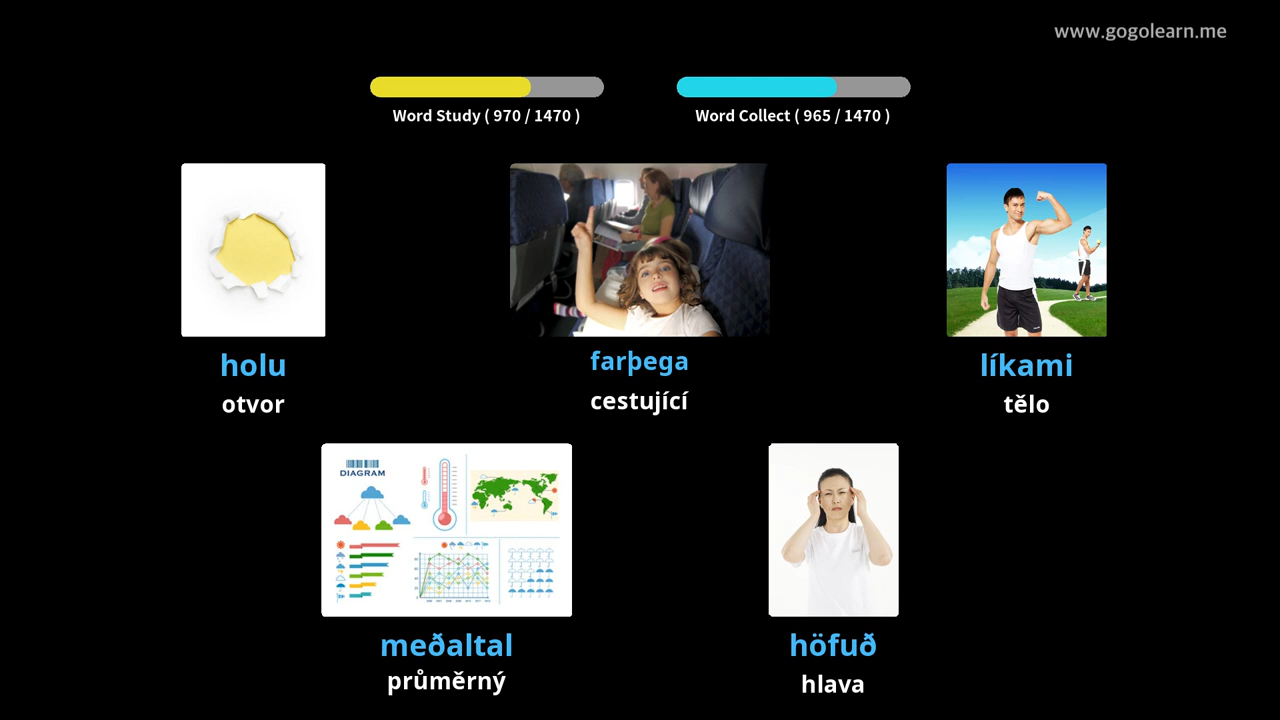 www.gogolearn.me
Word Study ( 970 / 1470 )
Word Collect ( 965 / 1470 )
holu
otvor
farþega
cestující
líkami
tělo
DIAGRAM
meðaltal
průměrný
höfuð
hlava